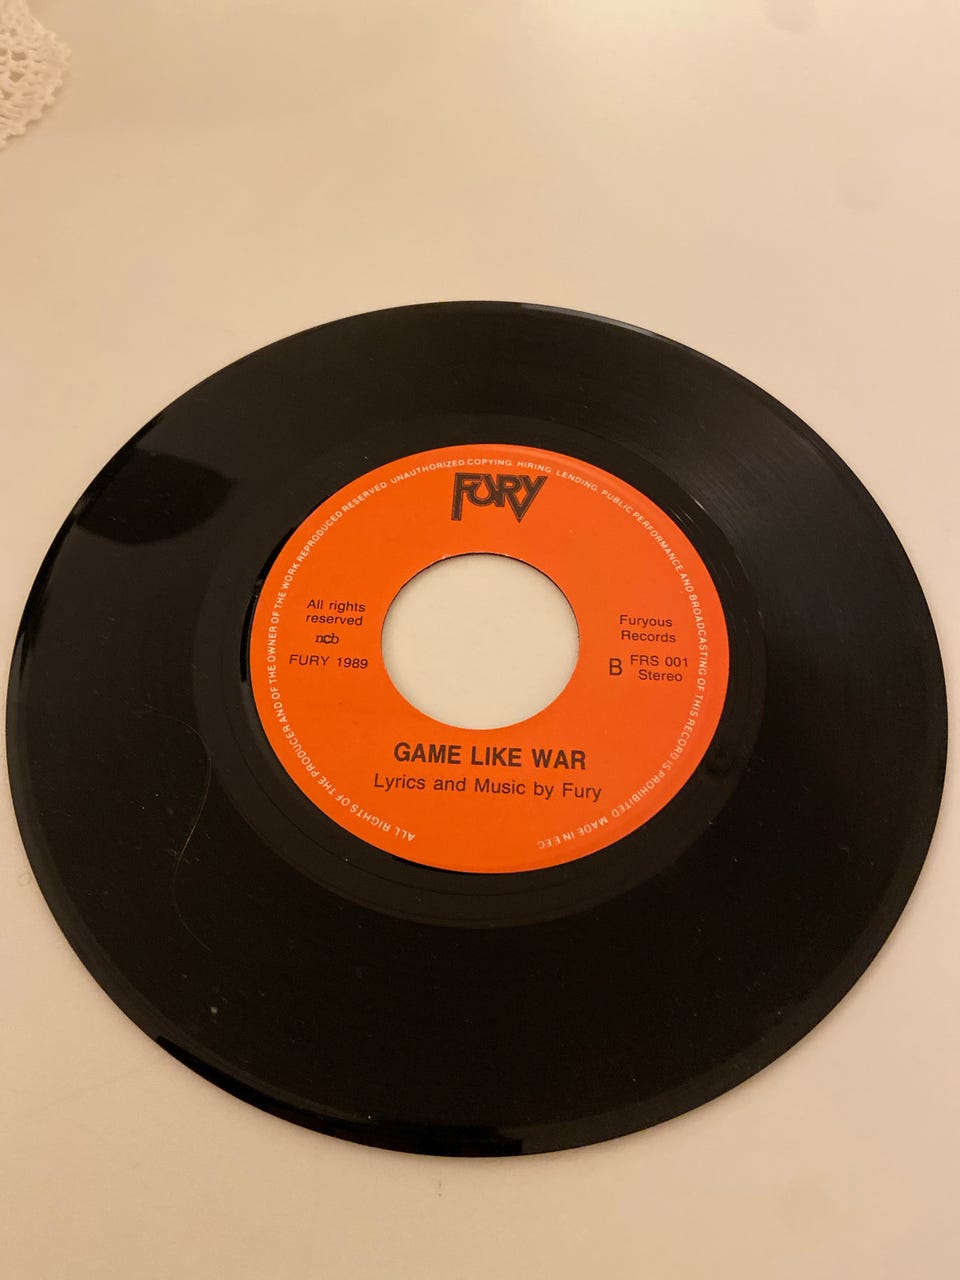 FURY
All rights
reserved
ncb
FURY 1989
Furyous
Records
B FRS 001
Stereo
GAME LIKE WAR
Lyrics and Music by Fury
ALL RIGHTS OF THE PRODUCER AND OF THE OWNER OF THE WORK REPRODUCED RESERVED. UNAUTHORIZED COPYING. HIRING. LENDING. PUBLIC PERFORMANCE AND BROADCASTING OF THIS RECORD IS PROHIBITED MADE IN EEC